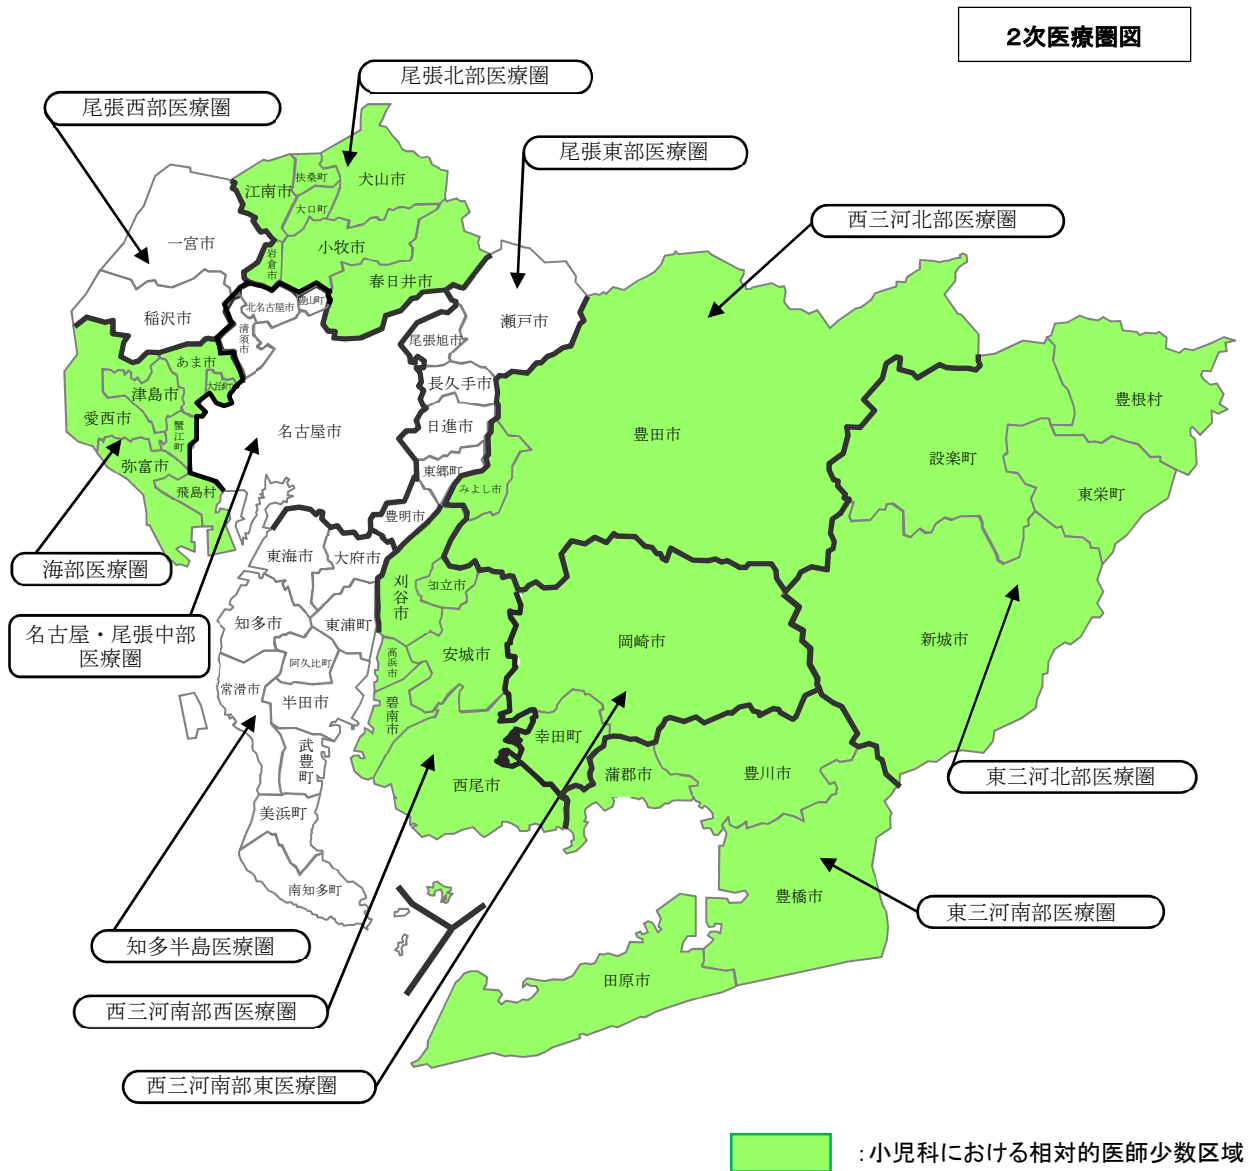 ２次医療圏図
尾張北部医療圏
尾張西部医療圏
尾張東部医療圏
西三河北部医療圏
江南市
扶桑町
犬山市
大口町
一宮市
岩倉市
小牧市
春日井市
稲沢市
北名古屋市
豊山町
清須市
瀬戸市
尾張旭市
あま市
津島市
大治町
長久手市
愛西市
蟹江町
名古屋市
日進市
豊田市
豊根村
弥富市
飛島村
東郷町
みよし市
設楽町
東栄町
豊明市
海部医療圏
東海市
大府市
刈谷市
知立市
名古屋・尾張中部
医療圏
知多市
東浦町
岡崎市
新城市
阿久比町
高浜市
安城市
常滑市
半田市
碧南市
武豊町
幸田町
西尾市
蒲郡市
豊川市
東三河北部医療圏
美浜町
南知多町
豊橋市
東三河南部医療圏
知多半島医療圏
田原市
西三河南部西医療圏
西三河南部東医療圏
：小児科における相対的医師少数区域